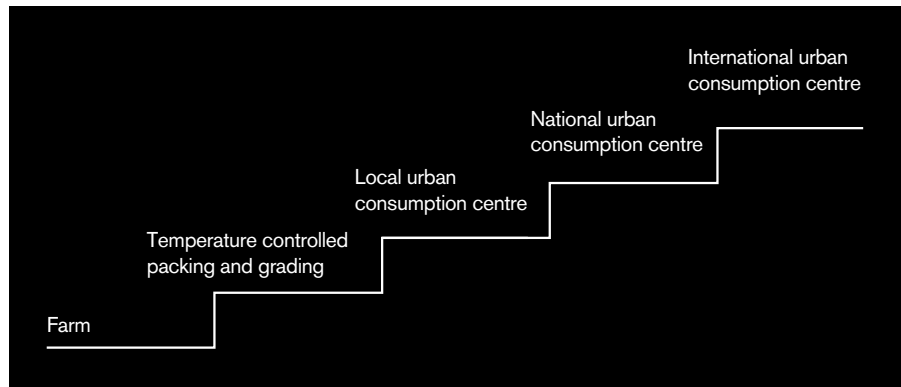 International urban
consumption centre
National urban
consumption centre
Local urban
consumption centre
Temperature controlled
packing and grading
Farm